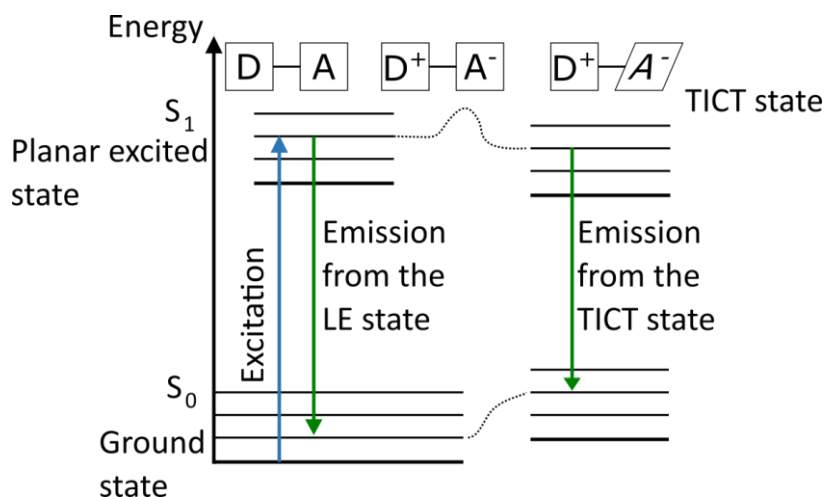 Energy
D A D⁺ A⁻ D⁺ A⁻
S₁
TICT state
Planar excited
state
Emission
from the
LE state
Emission
from the
TICT state
Excitation
S₀
Ground
state